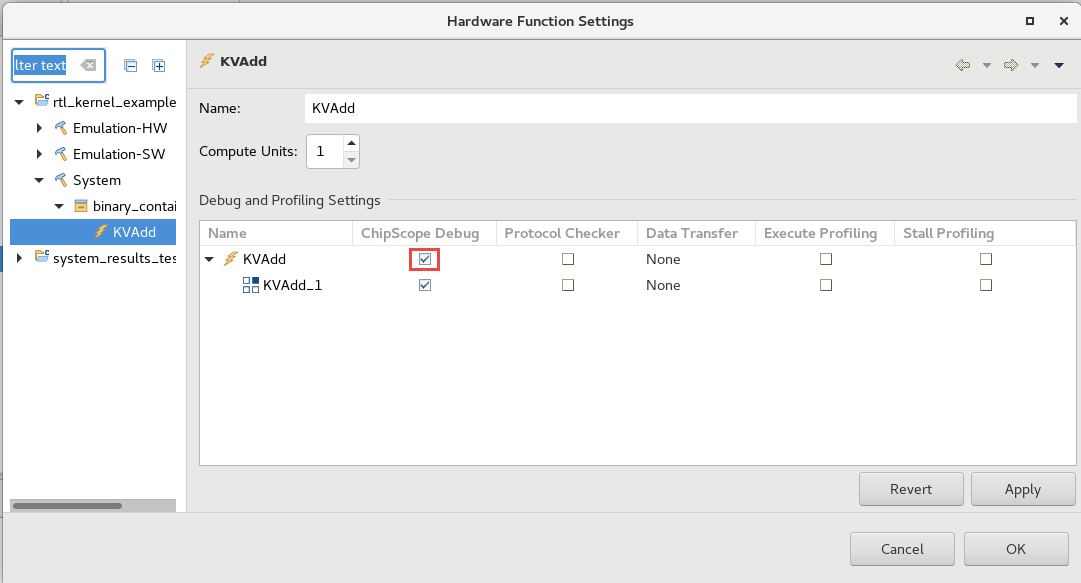 Hardware Function Settings
lter text
KVAdd
Name: KVAdd
rtl_kernel_example
Emulation-HW
Compute Units: 1
Emulation-SW
System
Debug and Profiling Settings
binary_contai
KVAdd
Name ChipScope Debug Protocol Checker Data Transfer Execute Profiling Stall Profiling
system_results_tes
KVAdd None
KVAdd_1 None
Revert Apply
Cancel OK